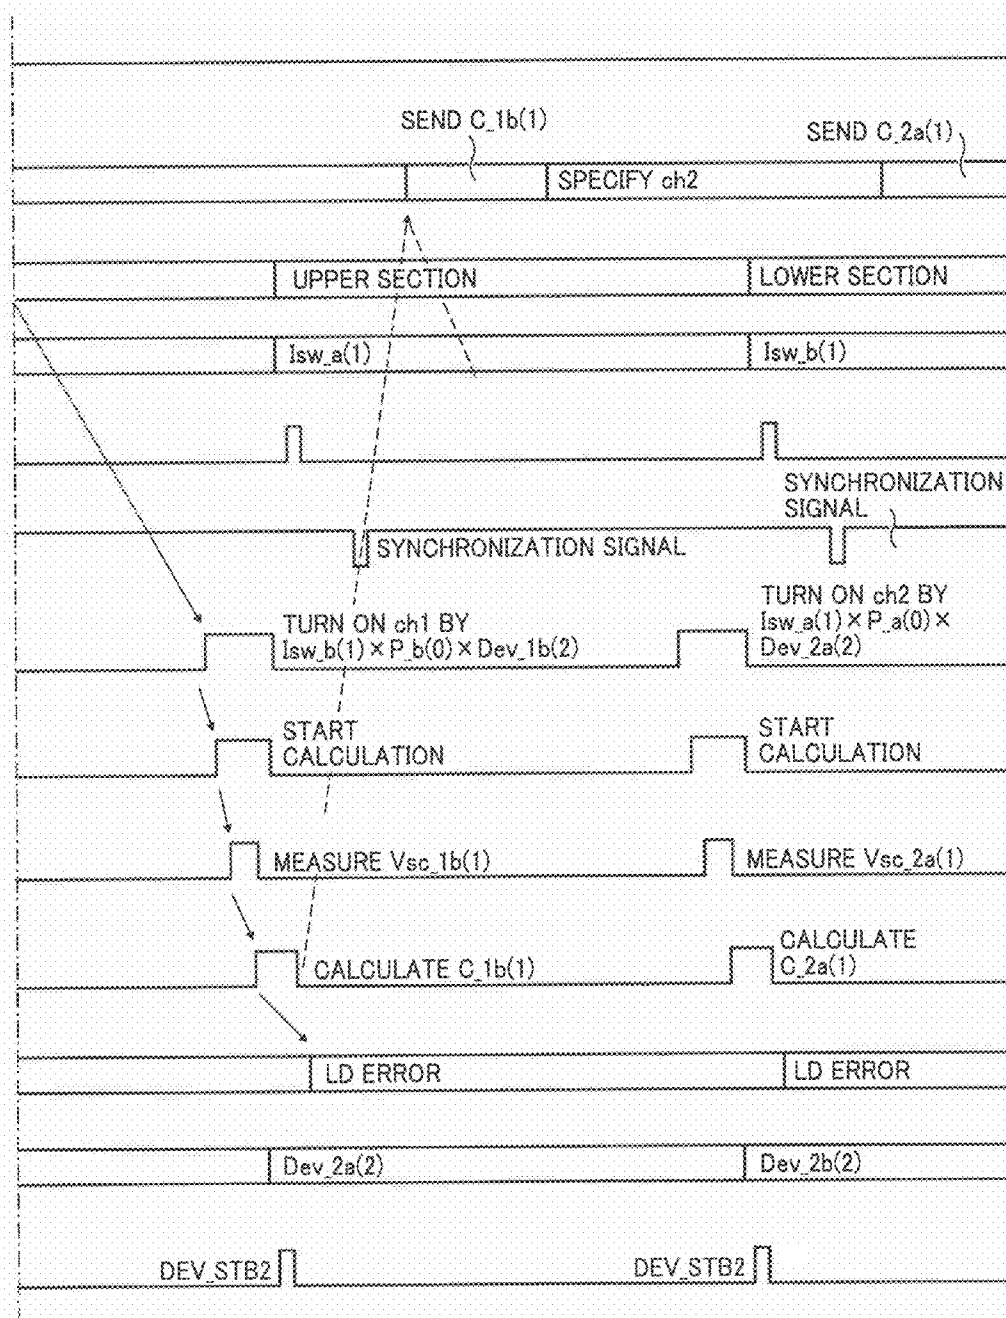 SEND C_1b(1)
SEND C_2a(1)
SPECIFY ch2
UPPER SECTION
LOWER SECTION
Isw_a(1)
Isw_b(1)
SYNCHRONIZATION
SIGNAL
SYNCHRONIZATION SIGNAL
TURN ON ch1 BY
Isw_b(1)×P_b(0)×Dev_1b(2)
TURN ON ch2 BY
Isw_a(1)×P_a(0)×
Dev_2a(2)
START
CALCULATION
START
CALCULATION
MEASURE Vsc_1b(1)
MEASURE Vsc_2a(1)
CALCULATE C_1b(1)
CALCULATE
C_2a(1)
LD ERROR
LD ERROR
Dev_2a(2)
Dev_2b(2)
DEV_STB2
DEV_STB2